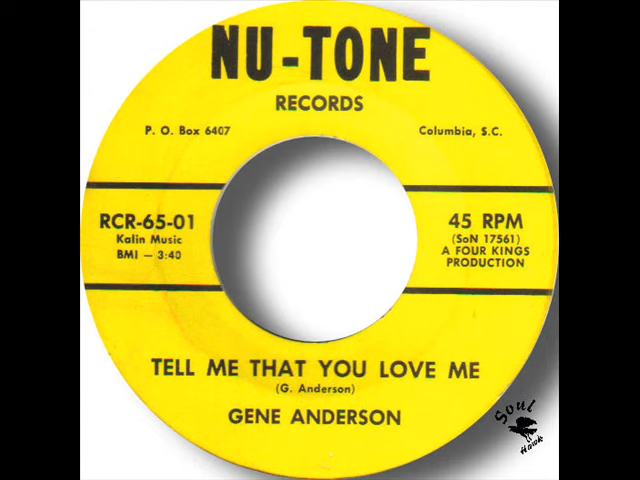 NU-TONE
RECORDS
P. O. Box 6407
Columbia, S.C.
RCR-65-01
Kalin Music
BMI - 3:40
45 RPM
(SoN 17561)
A FOUR KINGS
PRODUCTION
TELL ME THAT YOU LOVE ME
(G. Anderson)
GENE ANDERSON
Soul
Hawk